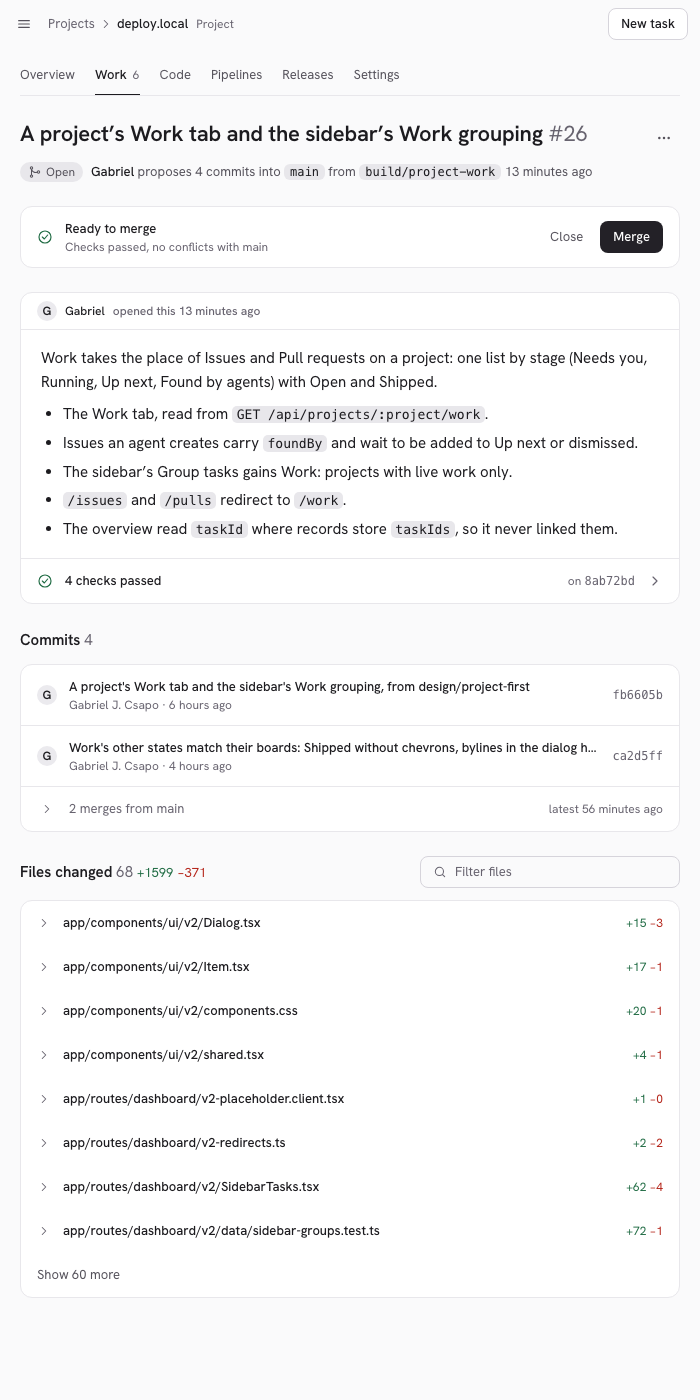 Projects > deploy.local Project
New task
Overview Work 6 Code Pipelines Releases Settings
A project’s Work tab and the sidebar’s Work grouping #26
...
Open Gabriel proposes 4 commits into main from build/project-work 13 minutes ago
Ready to merge
Checks passed, no conflicts with main
Close Merge
G Gabriel opened this 13 minutes ago
Work takes the place of Issues and Pull requests on a project: one list by stage (Needs you,
Running, Up next, Found by agents) with Open and Shipped.
• The Work tab, read from GET /api/projects/:project/work.
• Issues an agent creates carry foundBy and wait to be added to Up next or dismissed.
• The sidebar’s Group tasks gains Work: projects with live work only.
• /issues and /pulls redirect to /work.
• The overview read taskId where records store taskIds, so it never linked them.
4 checks passed on 8ab72bd
Commits 4
G A project's Work tab and the sidebar's Work grouping, from design/project-first
Gabriel J. Csapo · 6 hours ago fb6605b
G Work's other states match their boards: Shipped without chevrons, bylines in the dialog h...
Gabriel J. Csapo · 4 hours ago ca2d5ff
2 merges from main latest 56 minutes ago
Files changed 68 +1599 −371
Filter files
app/components/ui/v2/Dialog.tsx +15 −3
app/components/ui/v2/Item.tsx +17 −1
app/components/ui/v2/components.css +20 −1
app/components/ui/v2/shared.tsx +4 −1
app/routes/dashboard/v2-placeholder.client.tsx +1 −0
app/routes/dashboard/v2-redirects.ts +2 −2
app/routes/dashboard/v2/SidebarTasks.tsx +62 −4
app/routes/dashboard/v2/data/sidebar-groups.test.ts +72 −1
Show 60 more